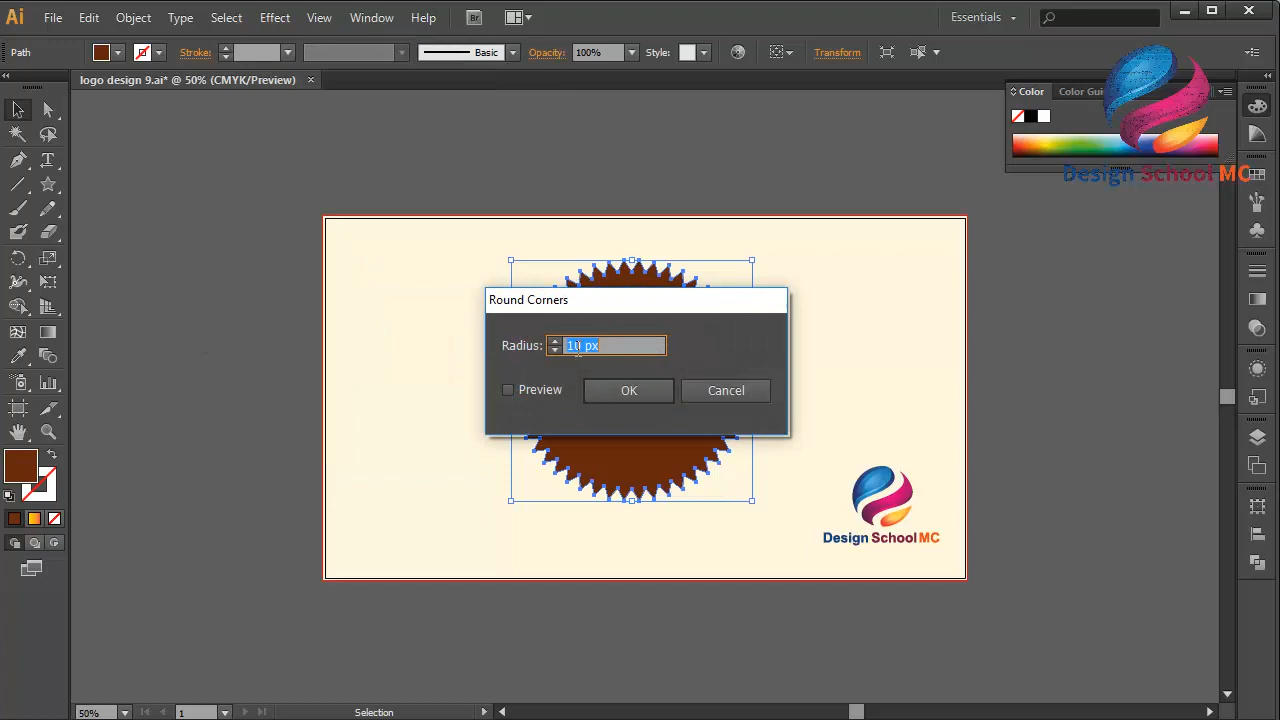 Ai File Edit Object Type Select Effect View Window Help Br Essentials
Path Stroke: Basic Opacity: 100% Style: Transform
logo design 9.ai* @ 50% (CMYK/Preview)
Color Color Gui
Design School MC
Round Corners
Radius: 10 px
Preview OK Cancel
Design School MC
50% 1 Selection